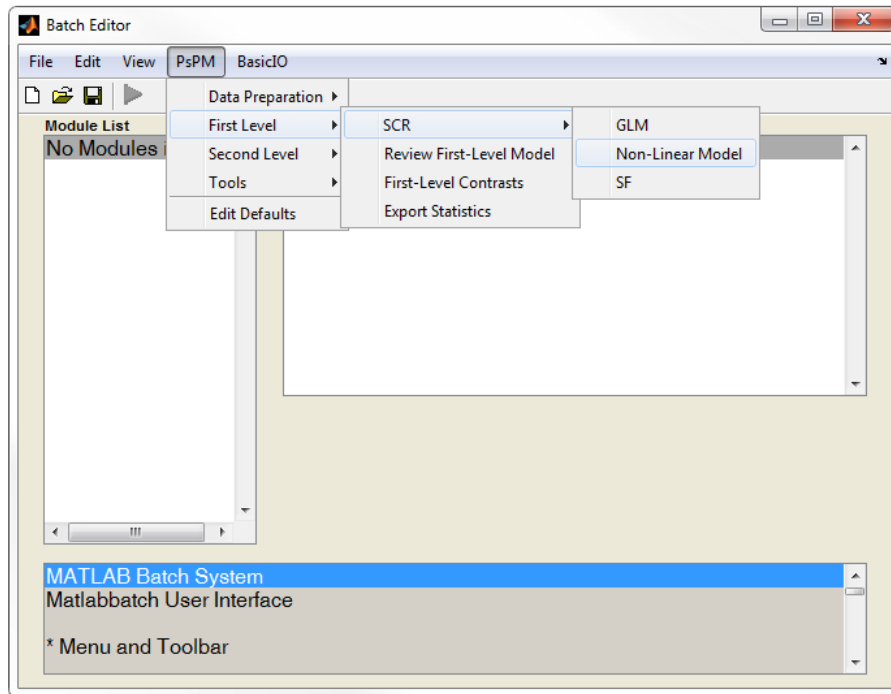 Batch Editor
File Edit View PsPM BasicIO
Data Preparation
First Level
Second Level
Tools
Edit Defaults
SCR
Review First-Level Model
First-Level Contrasts
Export Statistics
GLM
Non-Linear Model
SF
Module List
No Modules i
MATLAB Batch System
Matlabbatch User Interface
* Menu and Toolbar